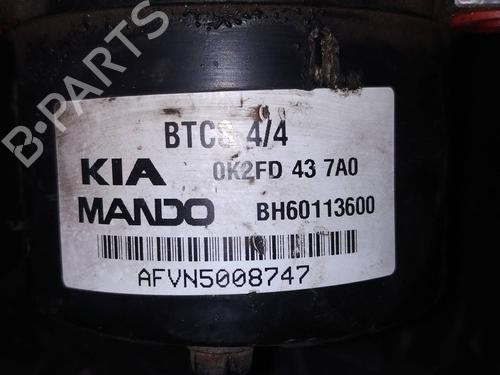 BTCS 4/4
KIA 0K2FD 43 7A0
MANDO BH60113600
AFVN5008747
B-PARTS